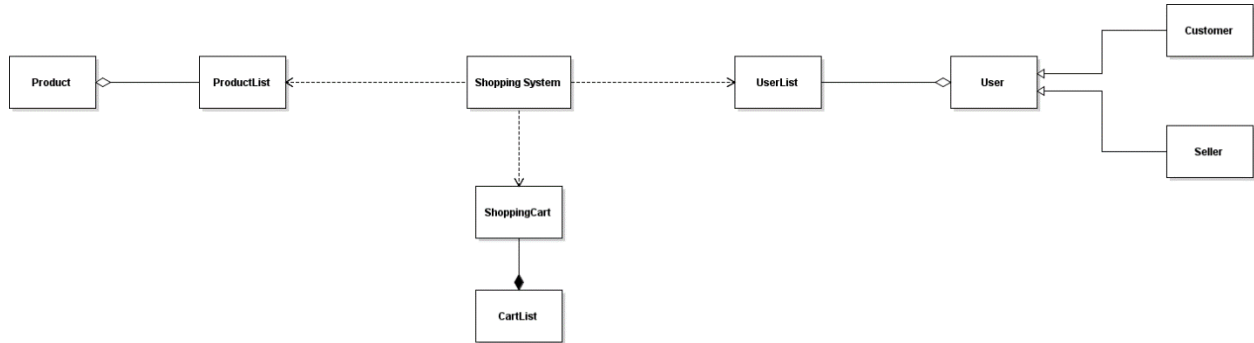 Customer
Product
ProductList
Shopping System
UserList
User
Seller
ShoppingCart
CartList